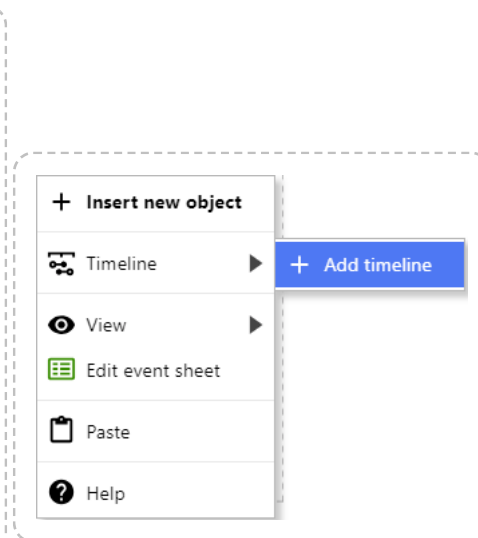 Insert new object
Timeline
Add timeline
View
Edit event sheet
Paste
Help